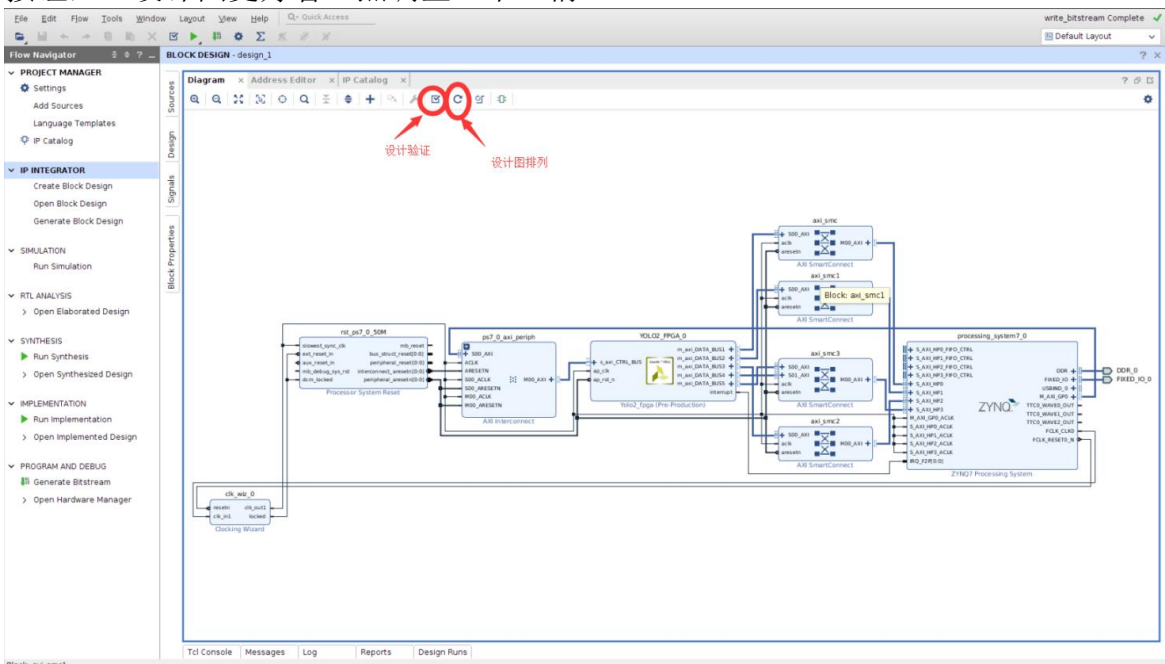 File Edit Flow Tools Window Layout View Help Q- Quick Access
write_bitstream Complete
Default Layout
Flow Navigator
BLOCK DESIGN - design_1
PROJECT MANAGER
Settings
Add Sources
Language Templates
IP Catalog
IP INTEGRATOR
Create Block Design
Open Block Design
Generate Block Design
SIMULATION
Run Simulation
RTL ANALYSIS
Open Elaborated Design
SYNTHESIS
Run Synthesis
Open Synthesized Design
IMPLEMENTATION
Run Implementation
Open Implemented Design
PROGRAM AND DEBUG
Generate Bitstream
Open Hardware Manager
Sources
Design
Signals
Block Properties
Diagram Address Editor IP Catalog
设计验证
设计图排列
axi_smc
S00_AXI
aclk
aresetn
M00_AXI
AXI SmartConnect
axi_smc1
S00_AXI
aclk
aresetn
Block: axi_smc1
AXI SmartConnect
rst_ps7_0_50M
slowest_sync_clk
ext_reset_in
aux_reset_in
mb_debug_sys_rst
dcm_locked
mb_reset
bus_struct_reset[0:0]
peripheral_reset[0:0]
interconnect_aresetn[0:0]
peripheral_aresetn[0:0]
Processor System Reset
ps7_0_axi_periph
S00_AXI
ACLK
ARESETN
S00_ACLK
S00_ARESETN
M00_ACLK
M00_ARESETN
M00_AXI
AXI Interconnect
YOLO2_FPGA_0
s_axi_CTRL_BUS
ap_clk
ap_rst_n
m_axi_DATA_BUS1
m_axi_DATA_BUS2
m_axi_DATA_BUS3
m_axi_DATA_BUS4
m_axi_DATA_BUS5
interrupt
Yolo2_fpga (Pre-Production)
axi_smc3
S00_AXI
S01_AXI
aclk
aresetn
M00_AXI
AXI SmartConnect
axi_smc2
S00_AXI
aclk
aresetn
M00_AXI
AXI SmartConnect
processing_system7_0
S_AXI_HP0_FIFO_CTRL
S_AXI_HP1_FIFO_CTRL
S_AXI_HP2_FIFO_CTRL
S_AXI_HP3_FIFO_CTRL
S_AXI_HP0
S_AXI_HP1
S_AXI_HP2
S_AXI_HP3
M_AXI_GP0_ACLK
S_AXI_HP0_ACLK
S_AXI_HP1_ACLK
S_AXI_HP2_ACLK
S_AXI_HP3_ACLK
IRQ_F2P[0:0]
ZYNQ
DDR
FIXED_IO
USBIND_0
M_AXI_GP0
TTC0_WAVE0_OUT
TTC0_WAVE1_OUT
TTC0_WAVE2_OUT
FCLK_CLK0
FCLK_RESET0_N
ZYNQ7 Processing System
DDR_0
FIXED_IO_0
clk_wiz_0
resetn
clk_in1
clk_out1
locked
Clocking Wizard
Tcl Console Messages Log Reports Design Runs